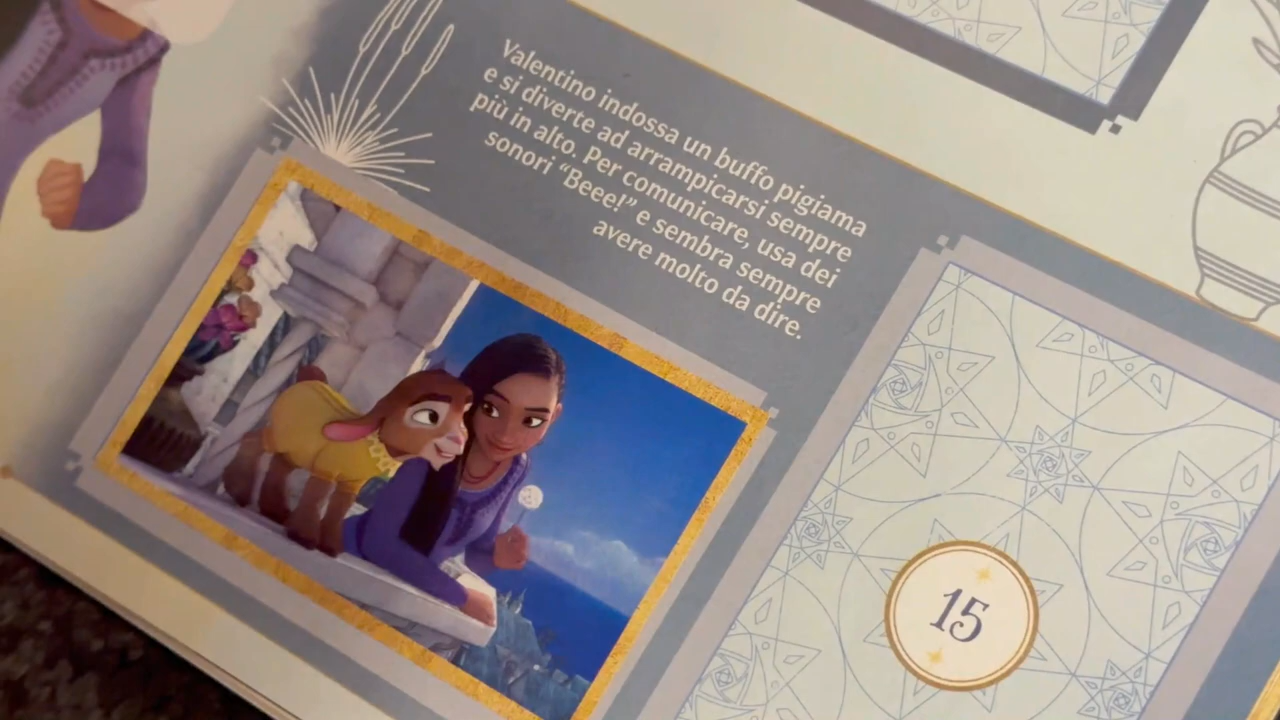 Valentino indossa un buffo pigiama
e si diverte ad arrampicarsi sempre
più in alto. Per comunicare, usa dei
sonori “Beee!” e sembra sempre
avere molto da dire.
15